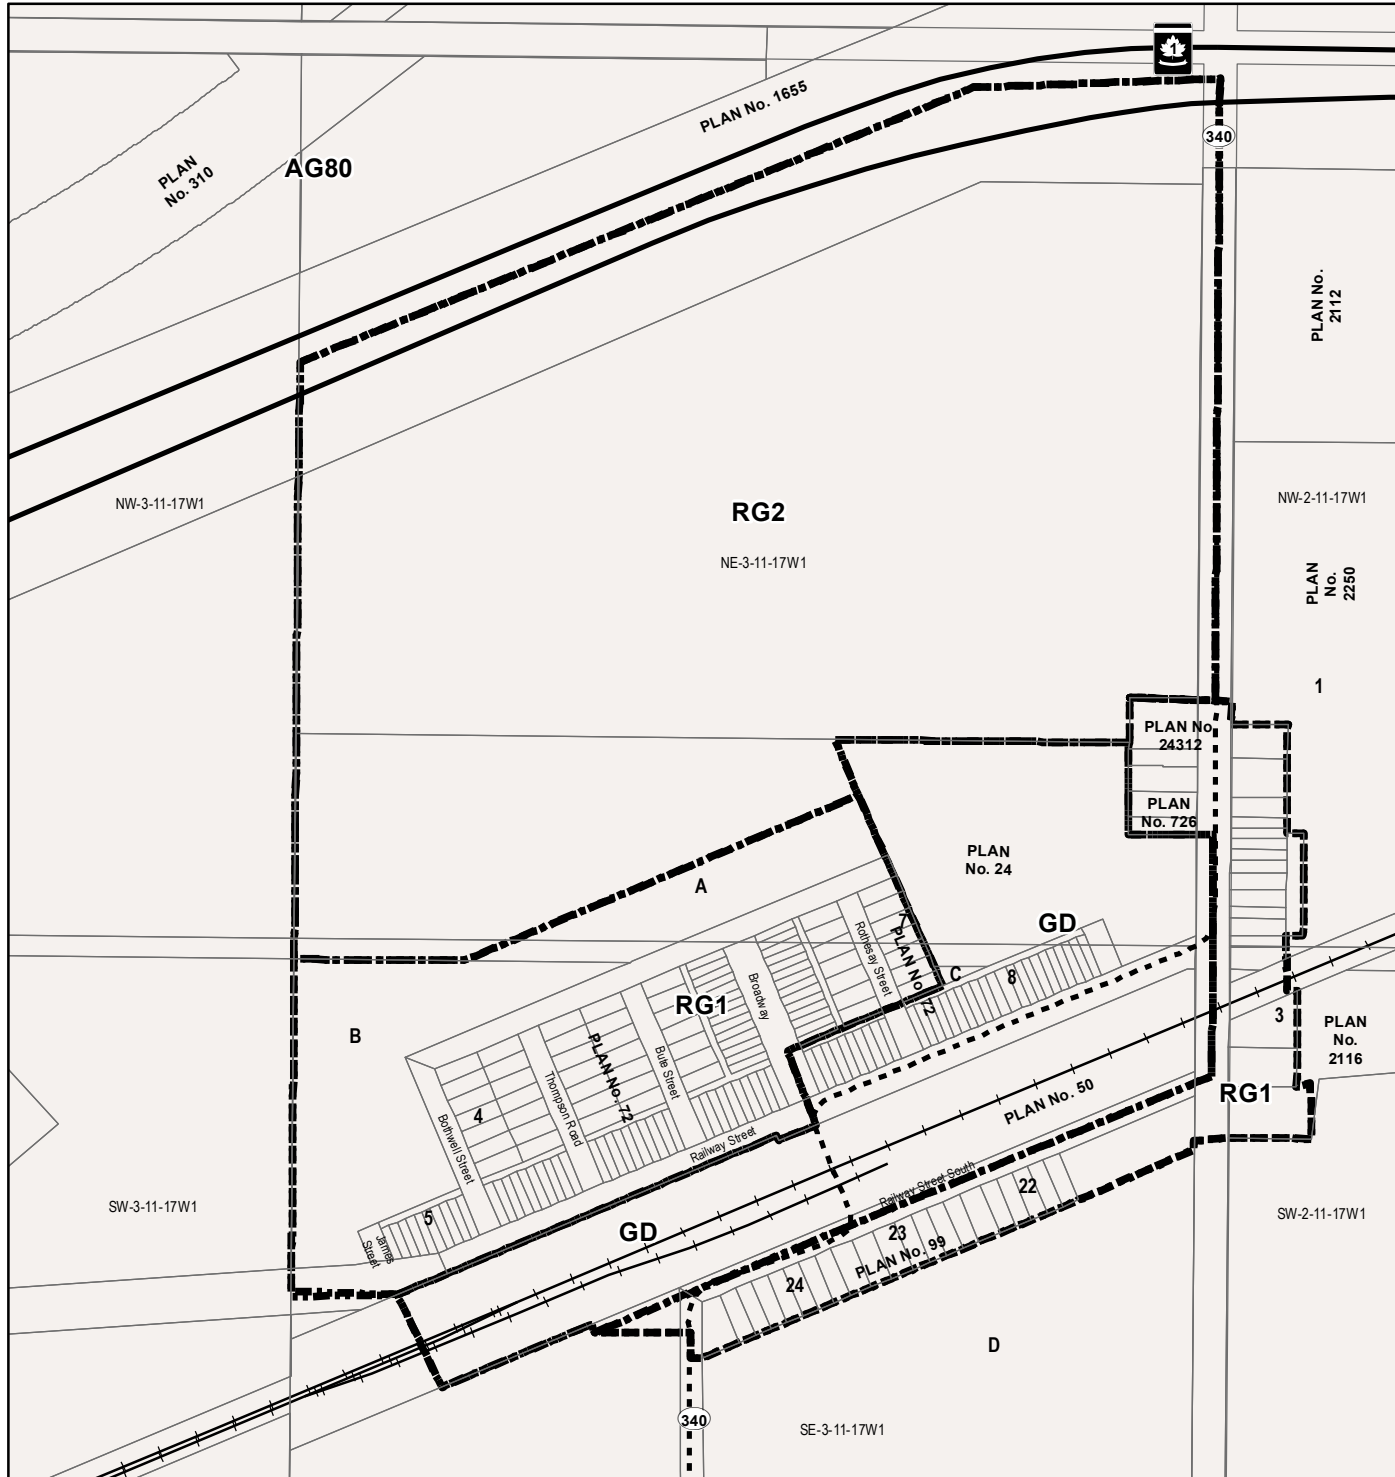 1
340
PLAN No. 1655
PLAN
No. 310
AG80
PLAN No.
2112
NW-3-11-17W1
RG2
NE-3-11-17W1
NW-2-11-17W1
PLAN
No.
2250
1
PLAN No
24312
PLAN
No. 726
PLAN
No. 24
A
7
PLAN No. 72
Rothesay Street
GD
C
8
Broadway
RG1
B
PLAN No. 72
Bute Street
Thompson Road
4
Bothwell Street
3
PLAN
No.
2116
RG1
PLAN No. 50
Railway Street
Railway Street South
SW-3-11-17W1
5
James
Street
GD
22
23
PLAN No. 99
24
SW-2-11-17W1
D
340
SE-3-11-17W1